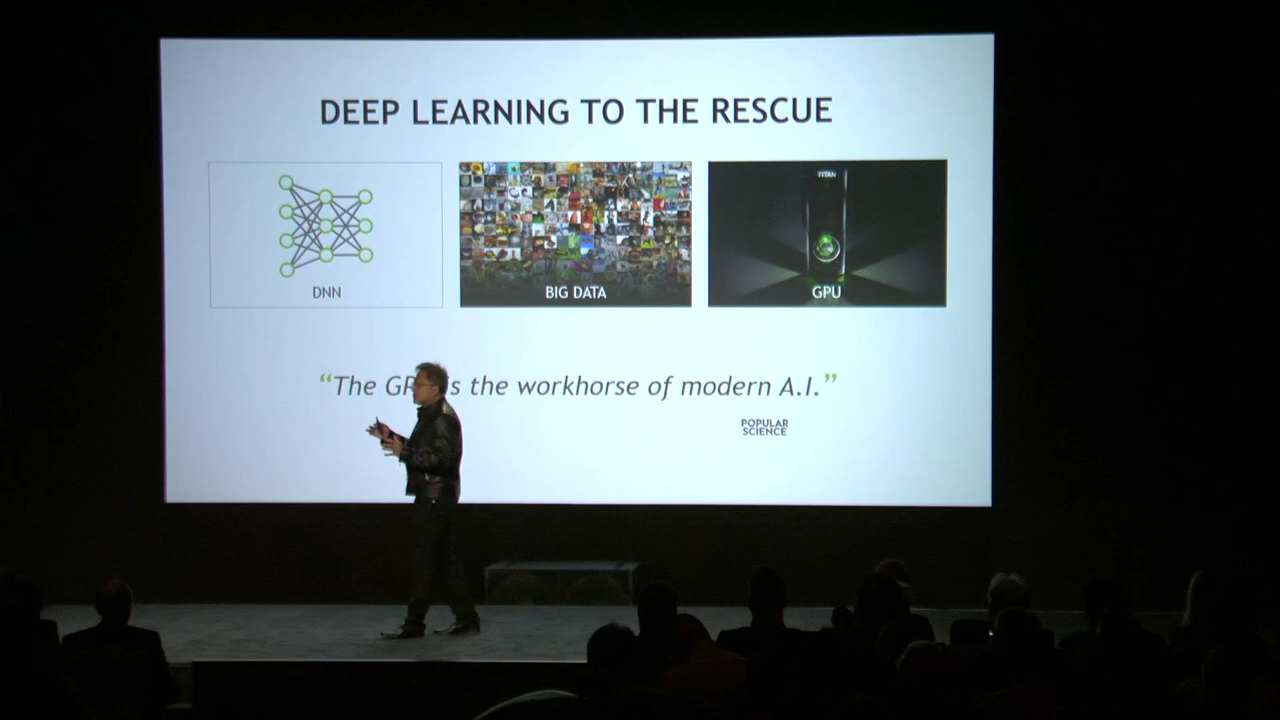 DEEP LEARNING TO THE RESCUE
TITAN
DNN
BIG DATA
GPU
“The GP s the workhorse of modern A.I.”
POPULAR
SCIENCE